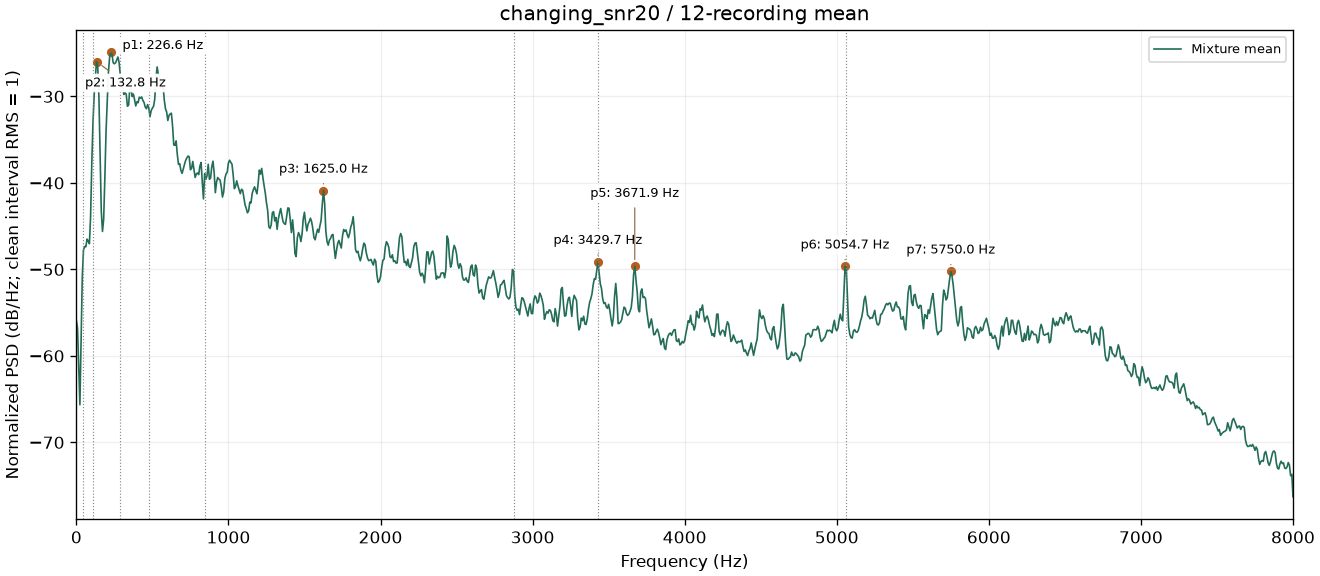 changing_snr20 / 12-recording mean
Normalized PSD (dB/Hz; clean interval RMS = 1)
−30
−40
−50
−60
−70
p1: 226.6 Hz
p2: 132.8 Hz
p3: 1625.0 Hz
p4: 3429.7 Hz
p5: 3671.9 Hz
p6: 5054.7 Hz
p7: 5750.0 Hz
Mixture mean
0 1000 2000 3000 4000 5000 6000 7000 8000
Frequency (Hz)